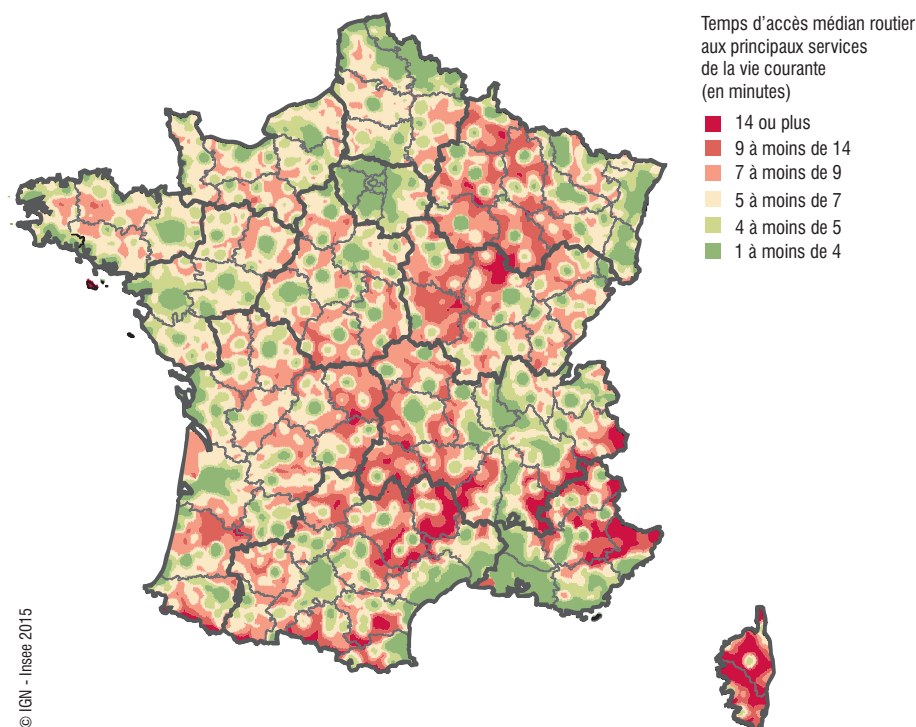 Temps d'accès médian routier
aux principaux services
de la vie courante
(en minutes)
14 ou plus
9 à moins de 14
7 à moins de 9
5 à moins de 7
4 à moins de 5
1 à moins de 4
© IGN - Insee 2015